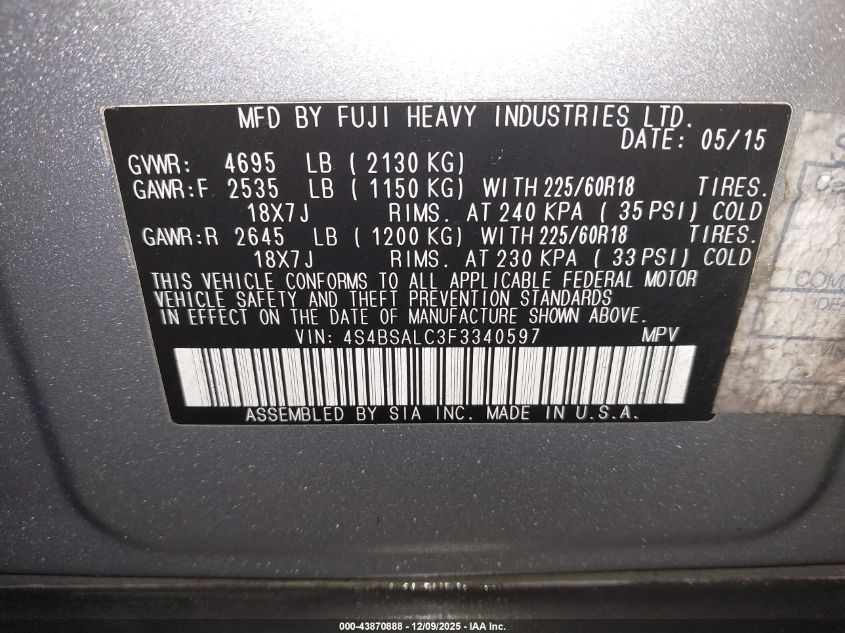 MFD BY FUJI HEAVY INDUSTRIES LTD.
DATE: 05/15
GVWR: 4695 LB ( 2130 KG)
GAWR:F 2535 LB ( 1150 KG) WITH 225/60R18 TIRES.
18X7J RIMS. AT 240 KPA ( 35 PSI) COLD
GAWR:R 2645 LB ( 1200 KG) WITH 225/60R18 TIRES.
18X7J RIMS. AT 230 KPA ( 33 PSI) COLD
THIS VEHICLE CONFORMS TO ALL APPLICABLE FEDERAL MOTOR
VEHICLE SAFETY AND THEFT PREVENTION STANDARDS
IN EFFECT ON THE DATE OF MANUFACTURE SHOWN ABOVE.
VIN: 4S4BSALC3F3340597 MPV
ASSEMBLED BY SIA INC. MADE IN U.S.A.
000-43870888 - 12/09/2025 - IAA Inc.